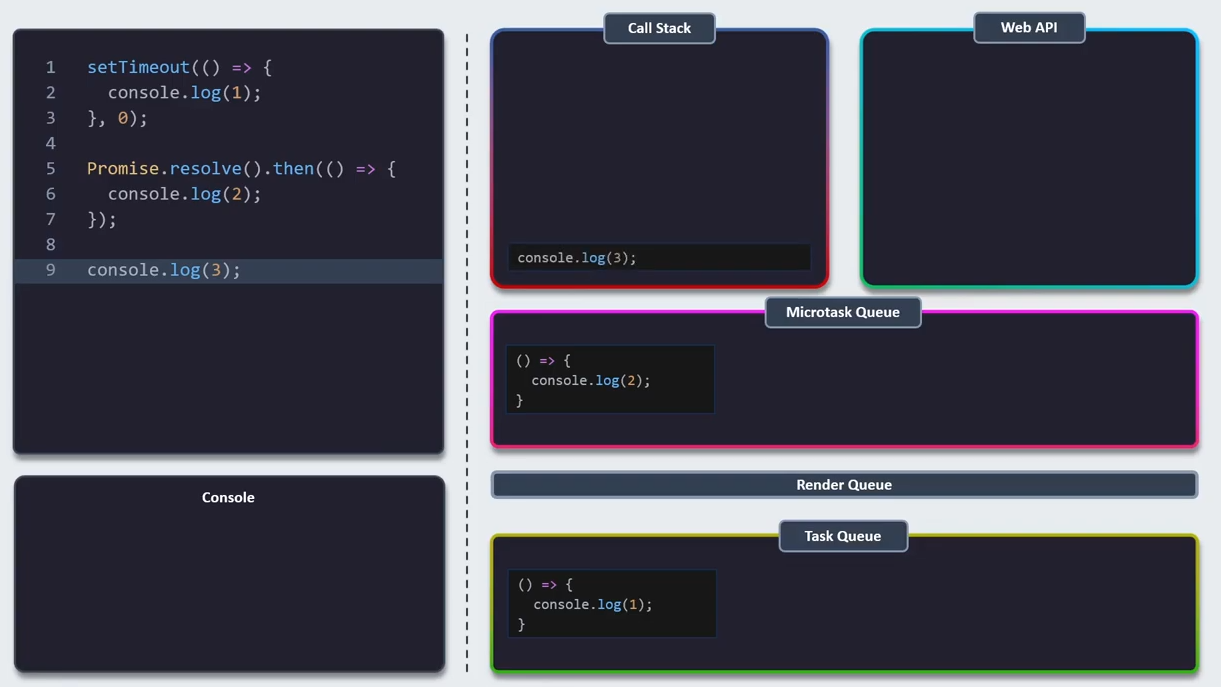 1 setTimeout(() => {
2   console.log(1);
3 }, 0);
4
5 Promise.resolve().then(() => {
6   console.log(2);
7 });
8
9 console.log(3);
Console
Call Stack
console.log(3);
Web API
Microtask Queue
() => {
  console.log(2);
}
Render Queue
Task Queue
() => {
  console.log(1);
}